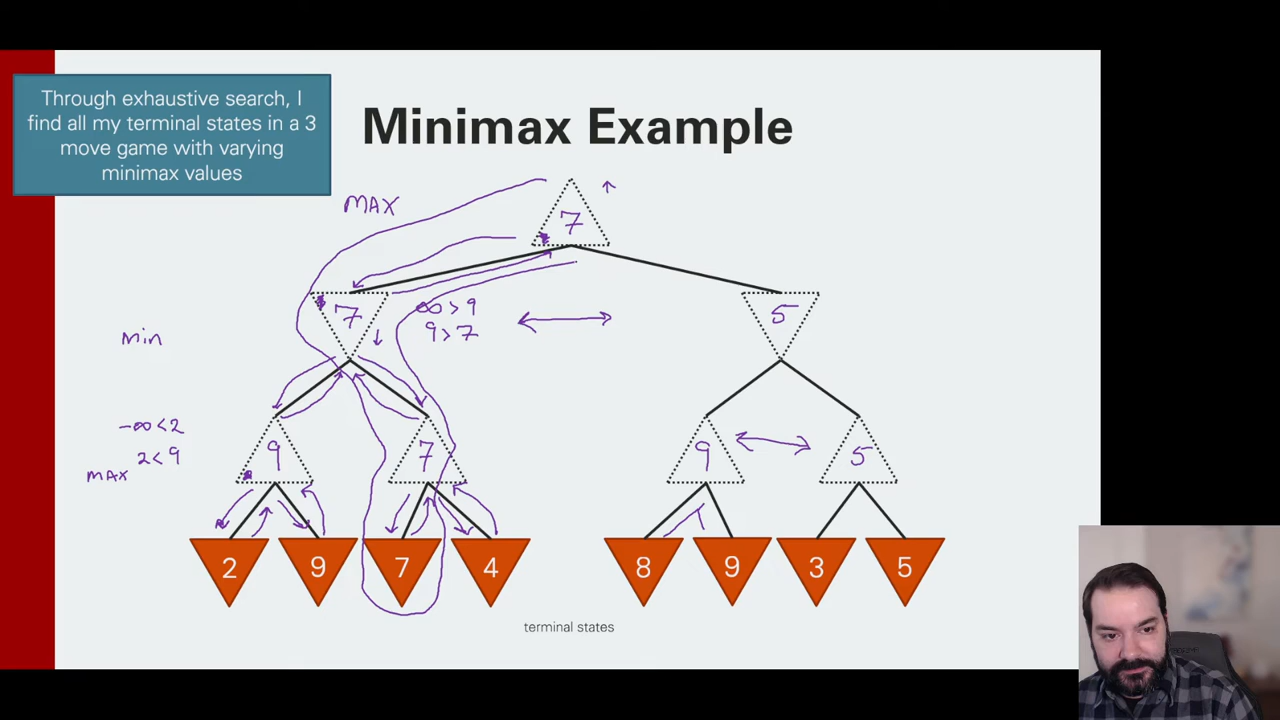 Through exhaustive search, I
find all my terminal states in a 3
move game with varying
minimax values
Minimax Example
MAX
7
7
∞ > 9
9 > 7
5
Min
-∞ < 2
2 < 9
MAX
9
7
9
5
2 9 7 4 8 9 3 5
terminal states